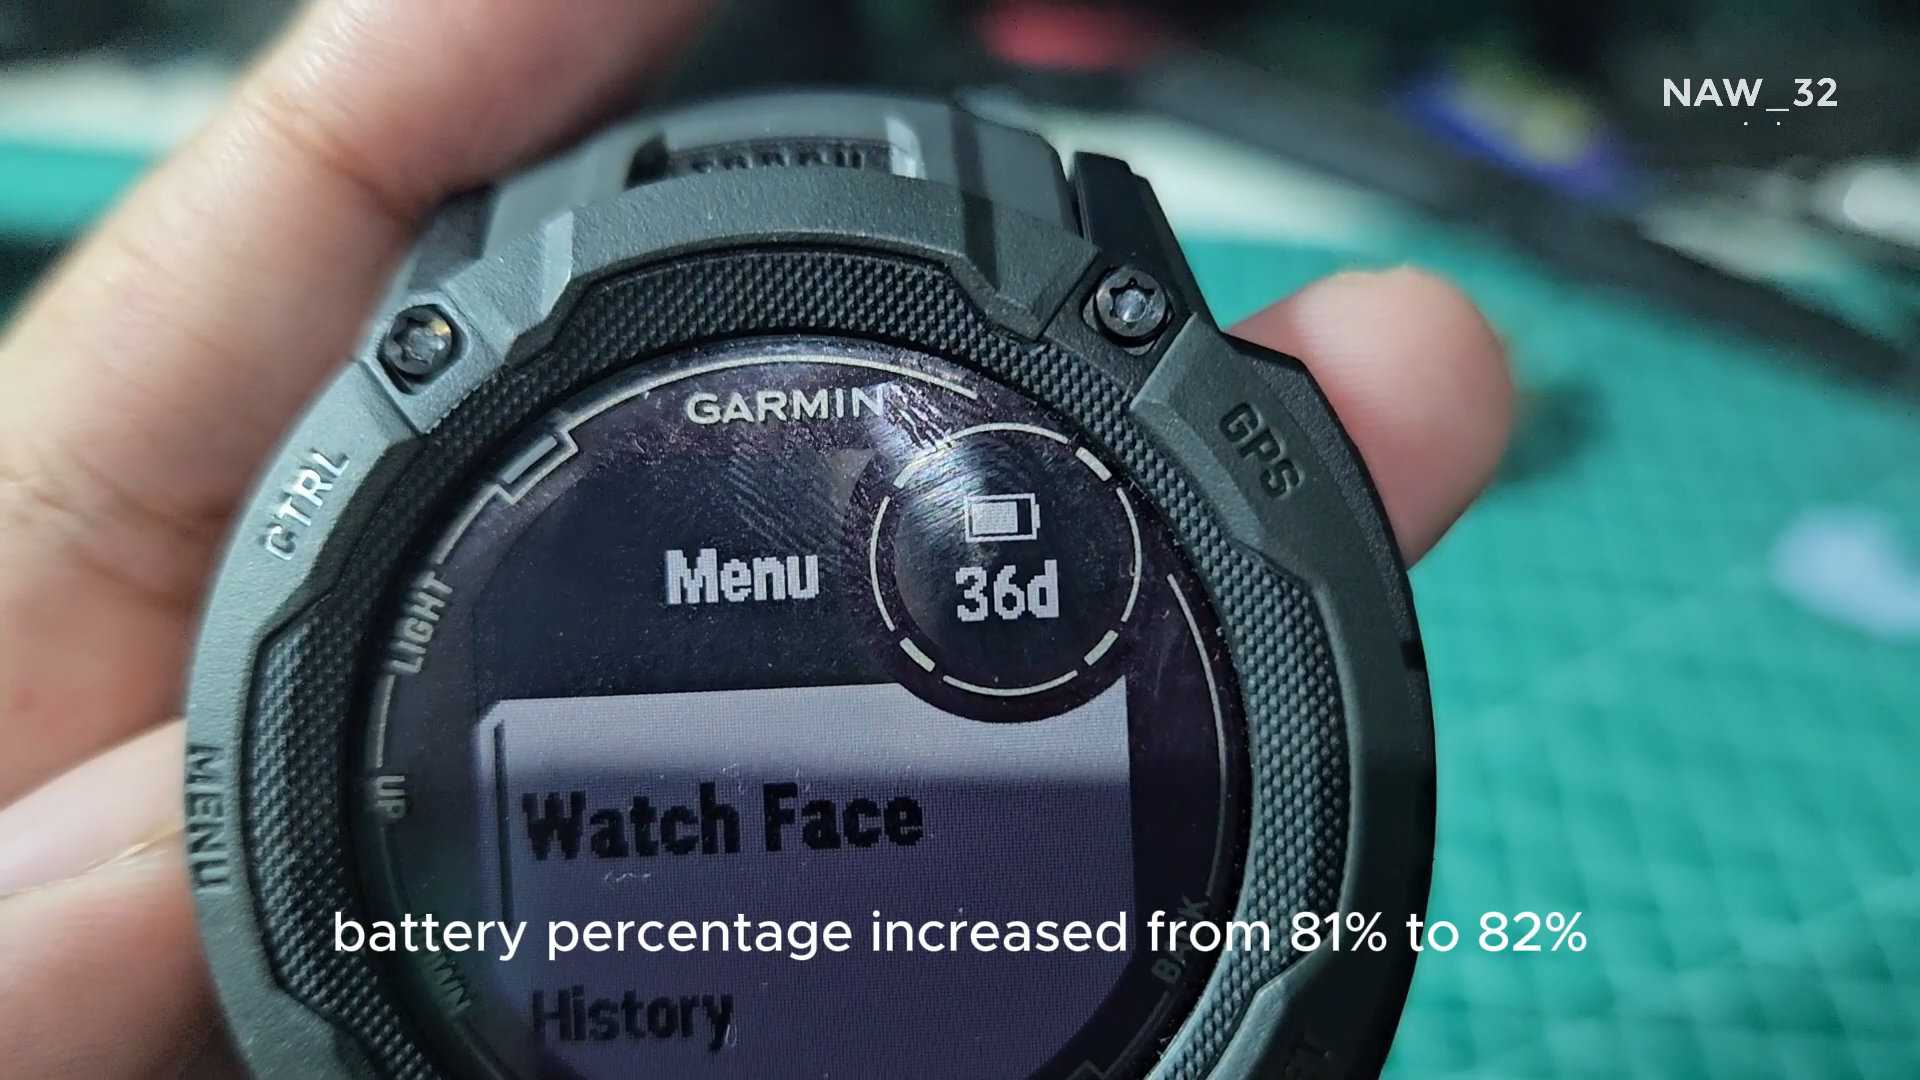 NAW_32
GARMIN
GPS
CTRL
36d
Menu
LIGHT
UP
MENU
Watch Face
battery percentage increased from 81% to 82%
BACK
History